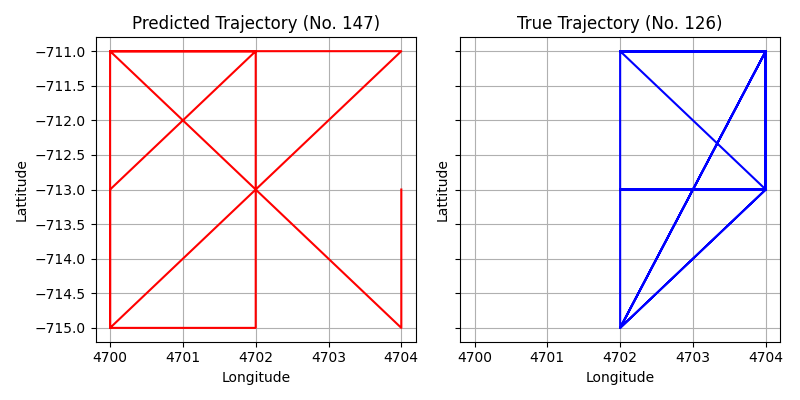 Predicted Trajectory (No. 147)
True Trajectory (No. 126)
−711.0
−711.5
−712.0
−712.5
−713.0
−713.5
−714.0
−714.5
−715.0
Lattitude
Lattitude
4700 4701 4702 4703 4704
4700 4701 4702 4703 4704
Longitude
Longitude